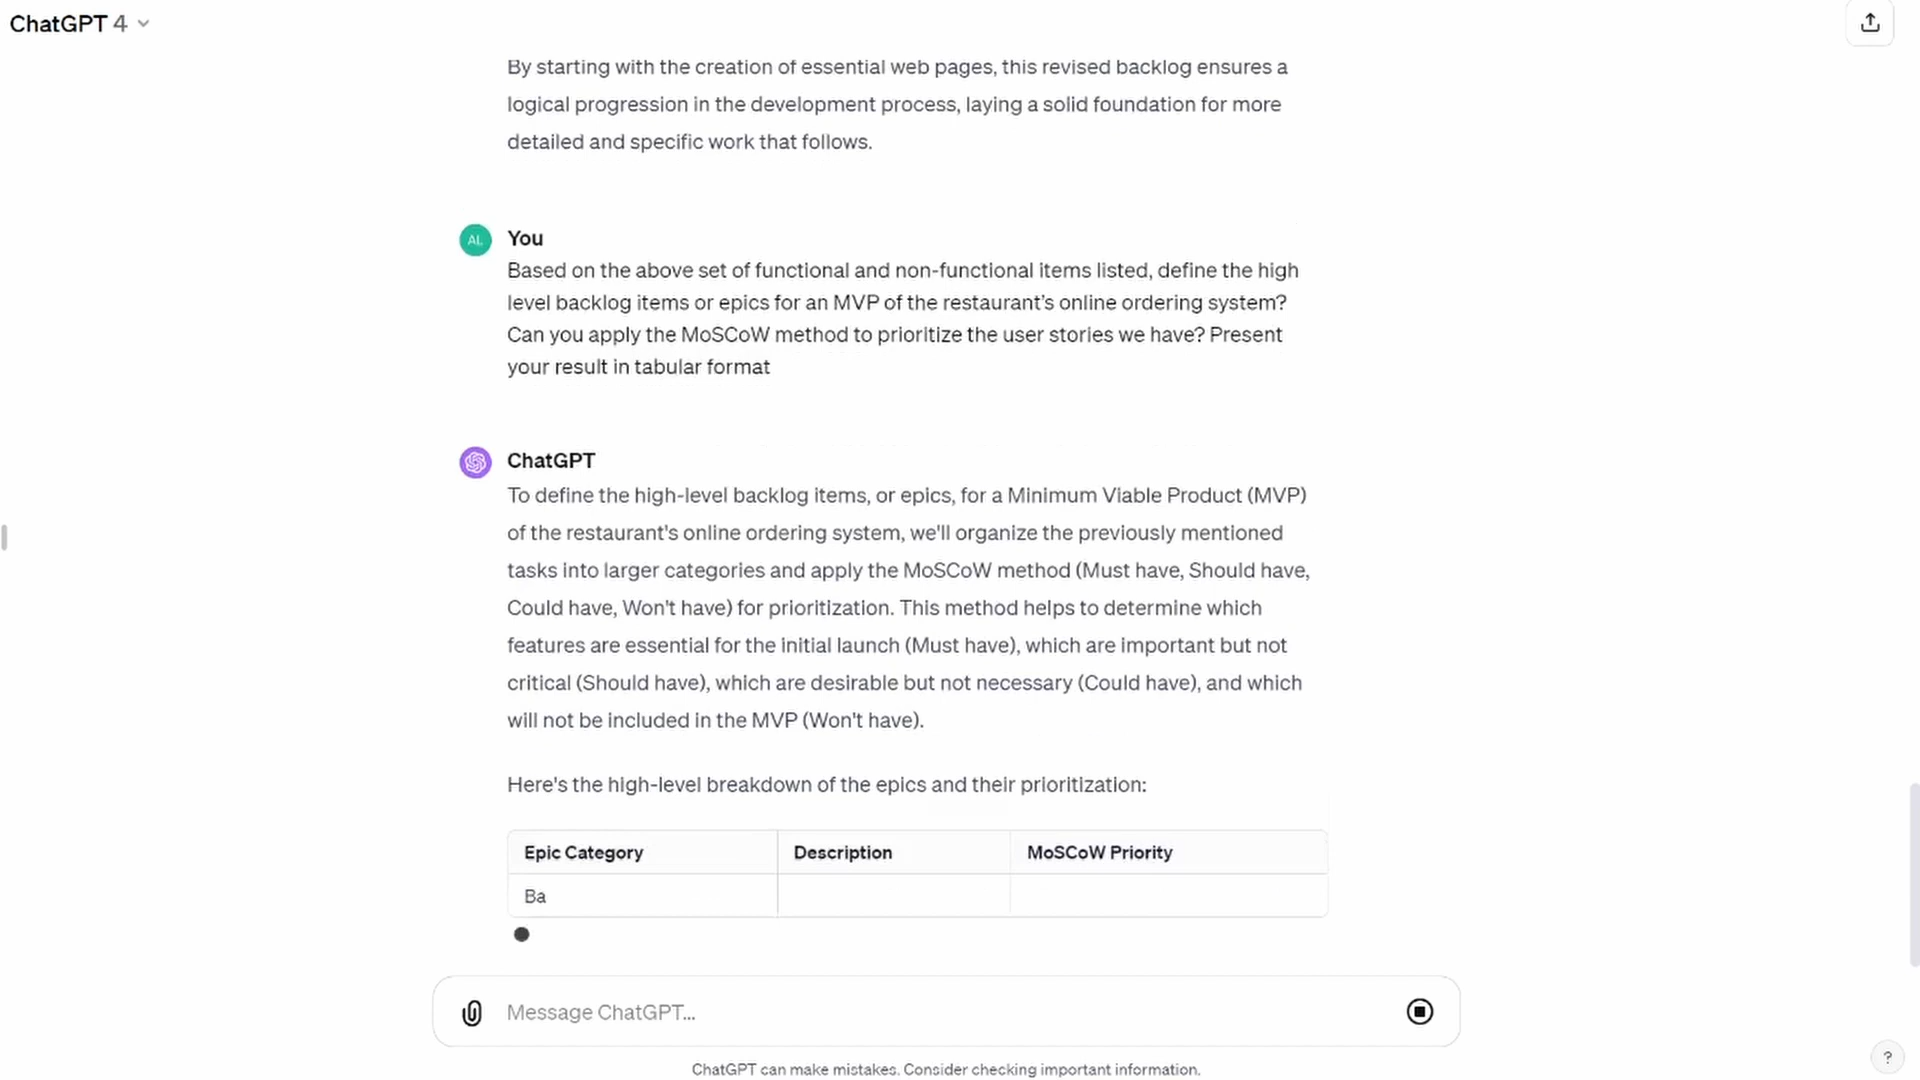 ChatGPT 4
By starting with the creation of essential web pages, this revised backlog ensures a
logical progression in the development process, laying a solid foundation for more
detailed and specific work that follows.
AL
You
Based on the above set of functional and non-functional items listed, define the high
level backlog items or epics for an MVP of the restaurant's online ordering system?
Can you apply the MoSCoW method to prioritize the user stories we have? Present
your result in tabular format
ChatGPT
To define the high-level backlog items, or epics, for a Minimum Viable Product (MVP)
of the restaurant's online ordering system, we'll organize the previously mentioned
tasks into larger categories and apply the MoSCoW method (Must have, Should have,
Could have, Won't have) for prioritization. This method helps to determine which
features are essential for the initial launch (Must have), which are important but not
critical (Should have), which are desirable but not necessary (Could have), and which
will not be included in the MVP (Won't have).
Here's the high-level breakdown of the epics and their prioritization:
Epic Category Description MoSCoW Priority
Ba
Message ChatGPT...
ChatGPT can make mistakes. Consider checking important information.
?